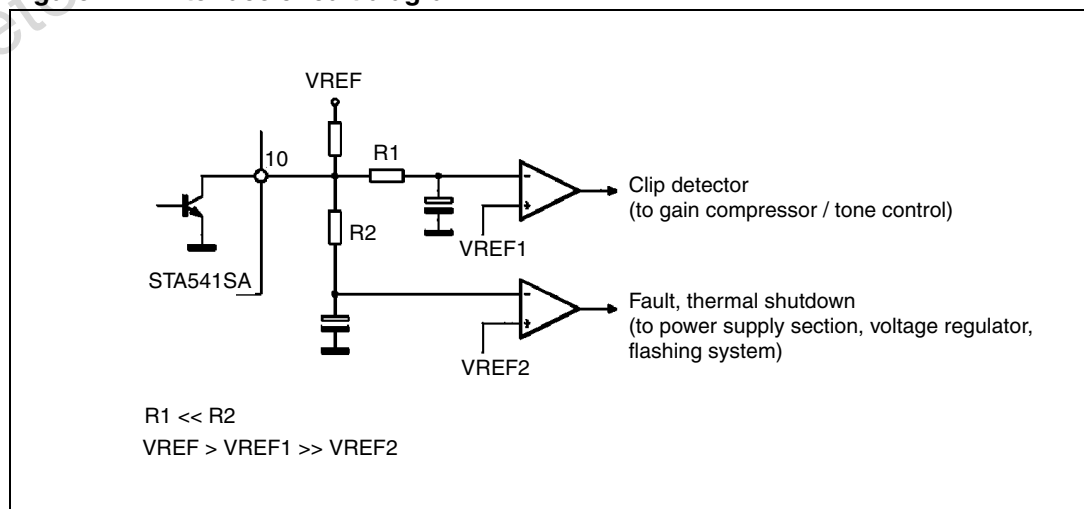 VREF
10
R1
Clip detector
(to gain compressor / tone control)
VREF1
R2
STA541SA
Fault, thermal shutdown
(to power supply section, voltage regulator,
flashing system)
VREF2
R1 << R2
VREF > VREF1 >> VREF2